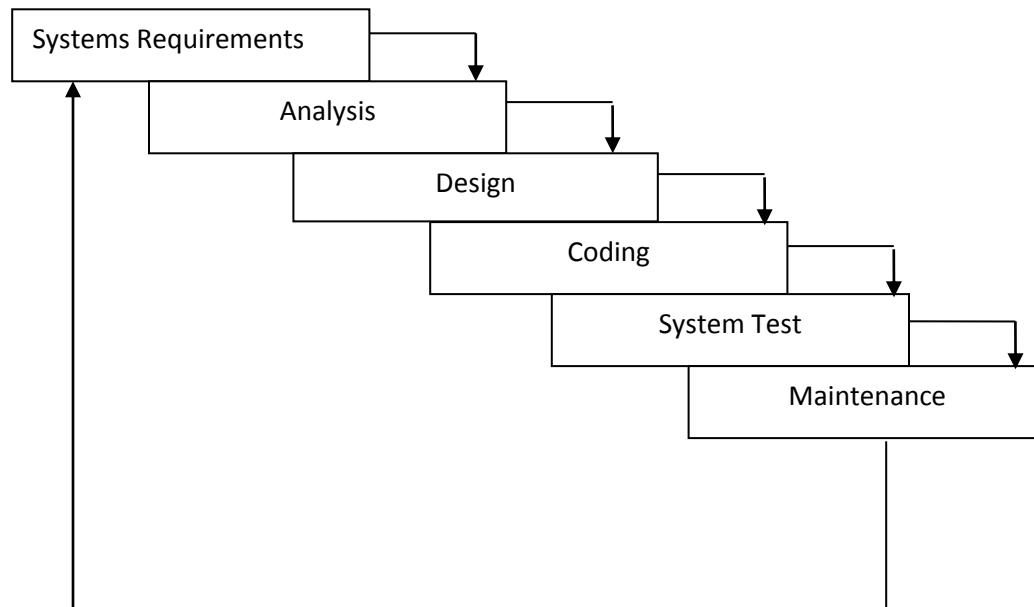 Systems Requirements
Analysis
Design
Coding
System Test
Maintenance